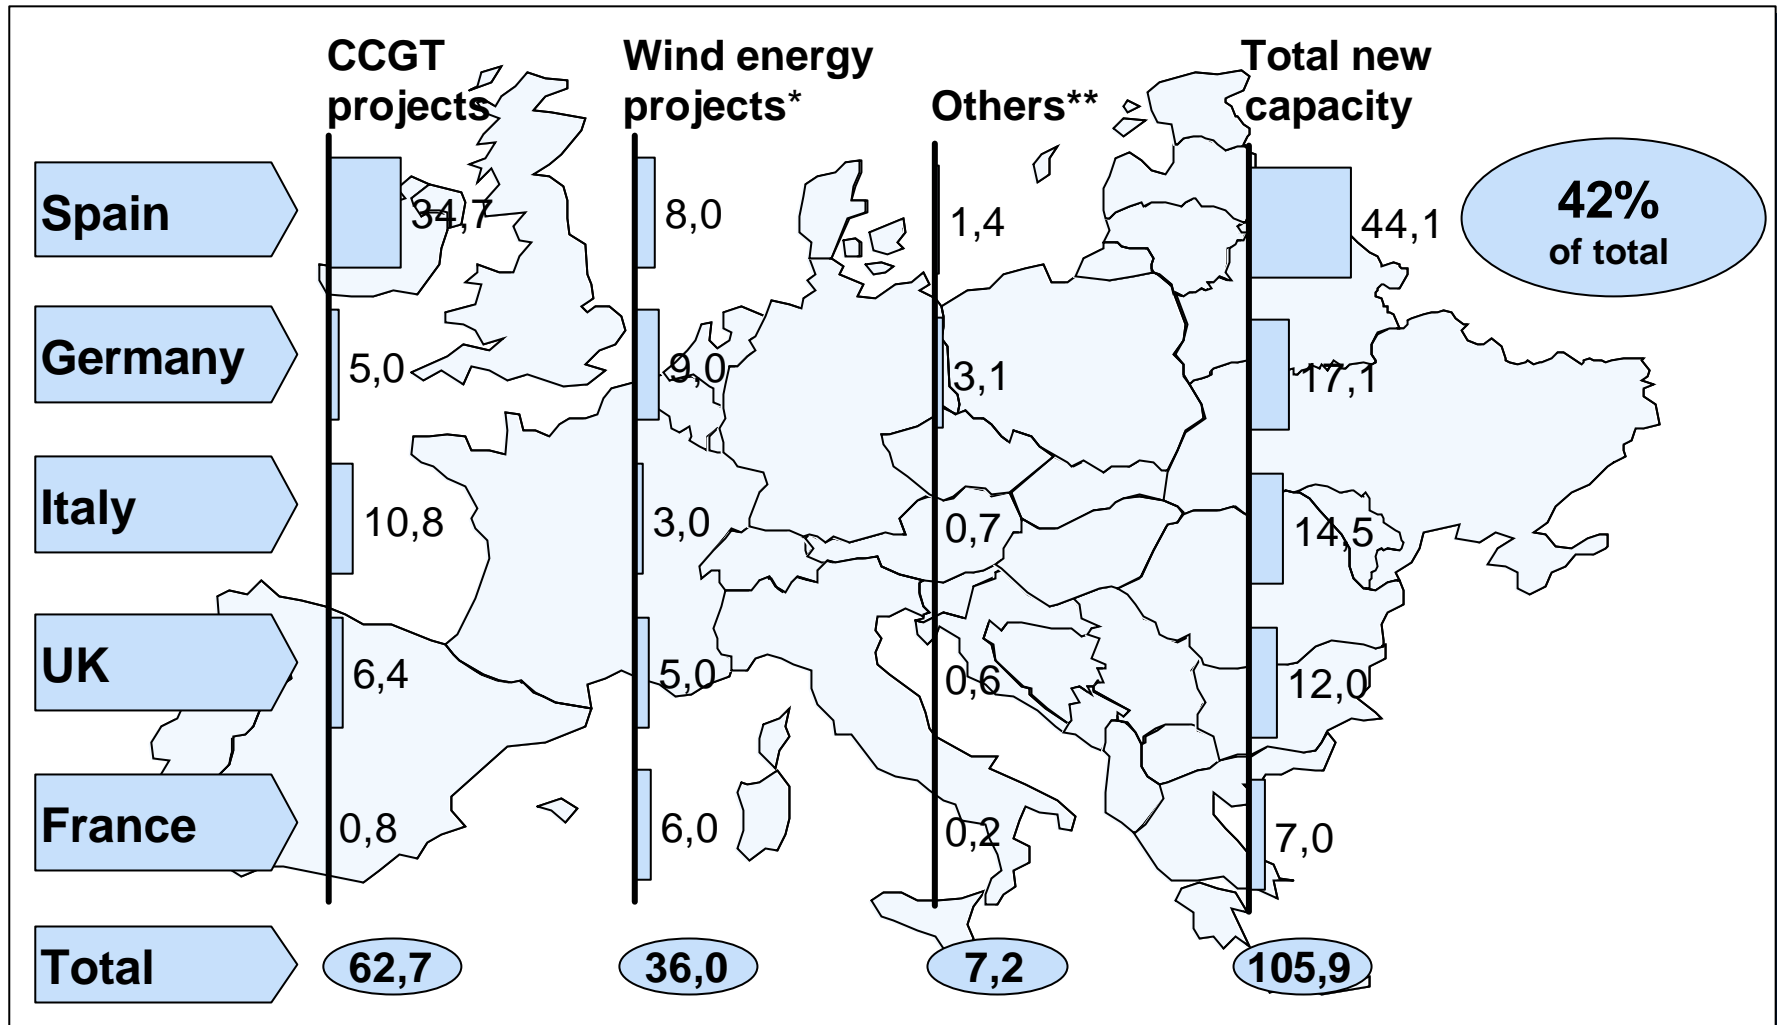 CCGT
projects
Wind energy
projects*
Others**
Total new
capacity
Spain
34,7
8,0
1,4
44,1
42%
of total
Germany
5,0
9,0
3,1
17,1
Italy
10,8
3,0
0,7
14,5
UK
6,4
5,0
0,6
12,0
France
0,8
6,0
0,2
7,0
Total
62,7
36,0
7,2
105,9